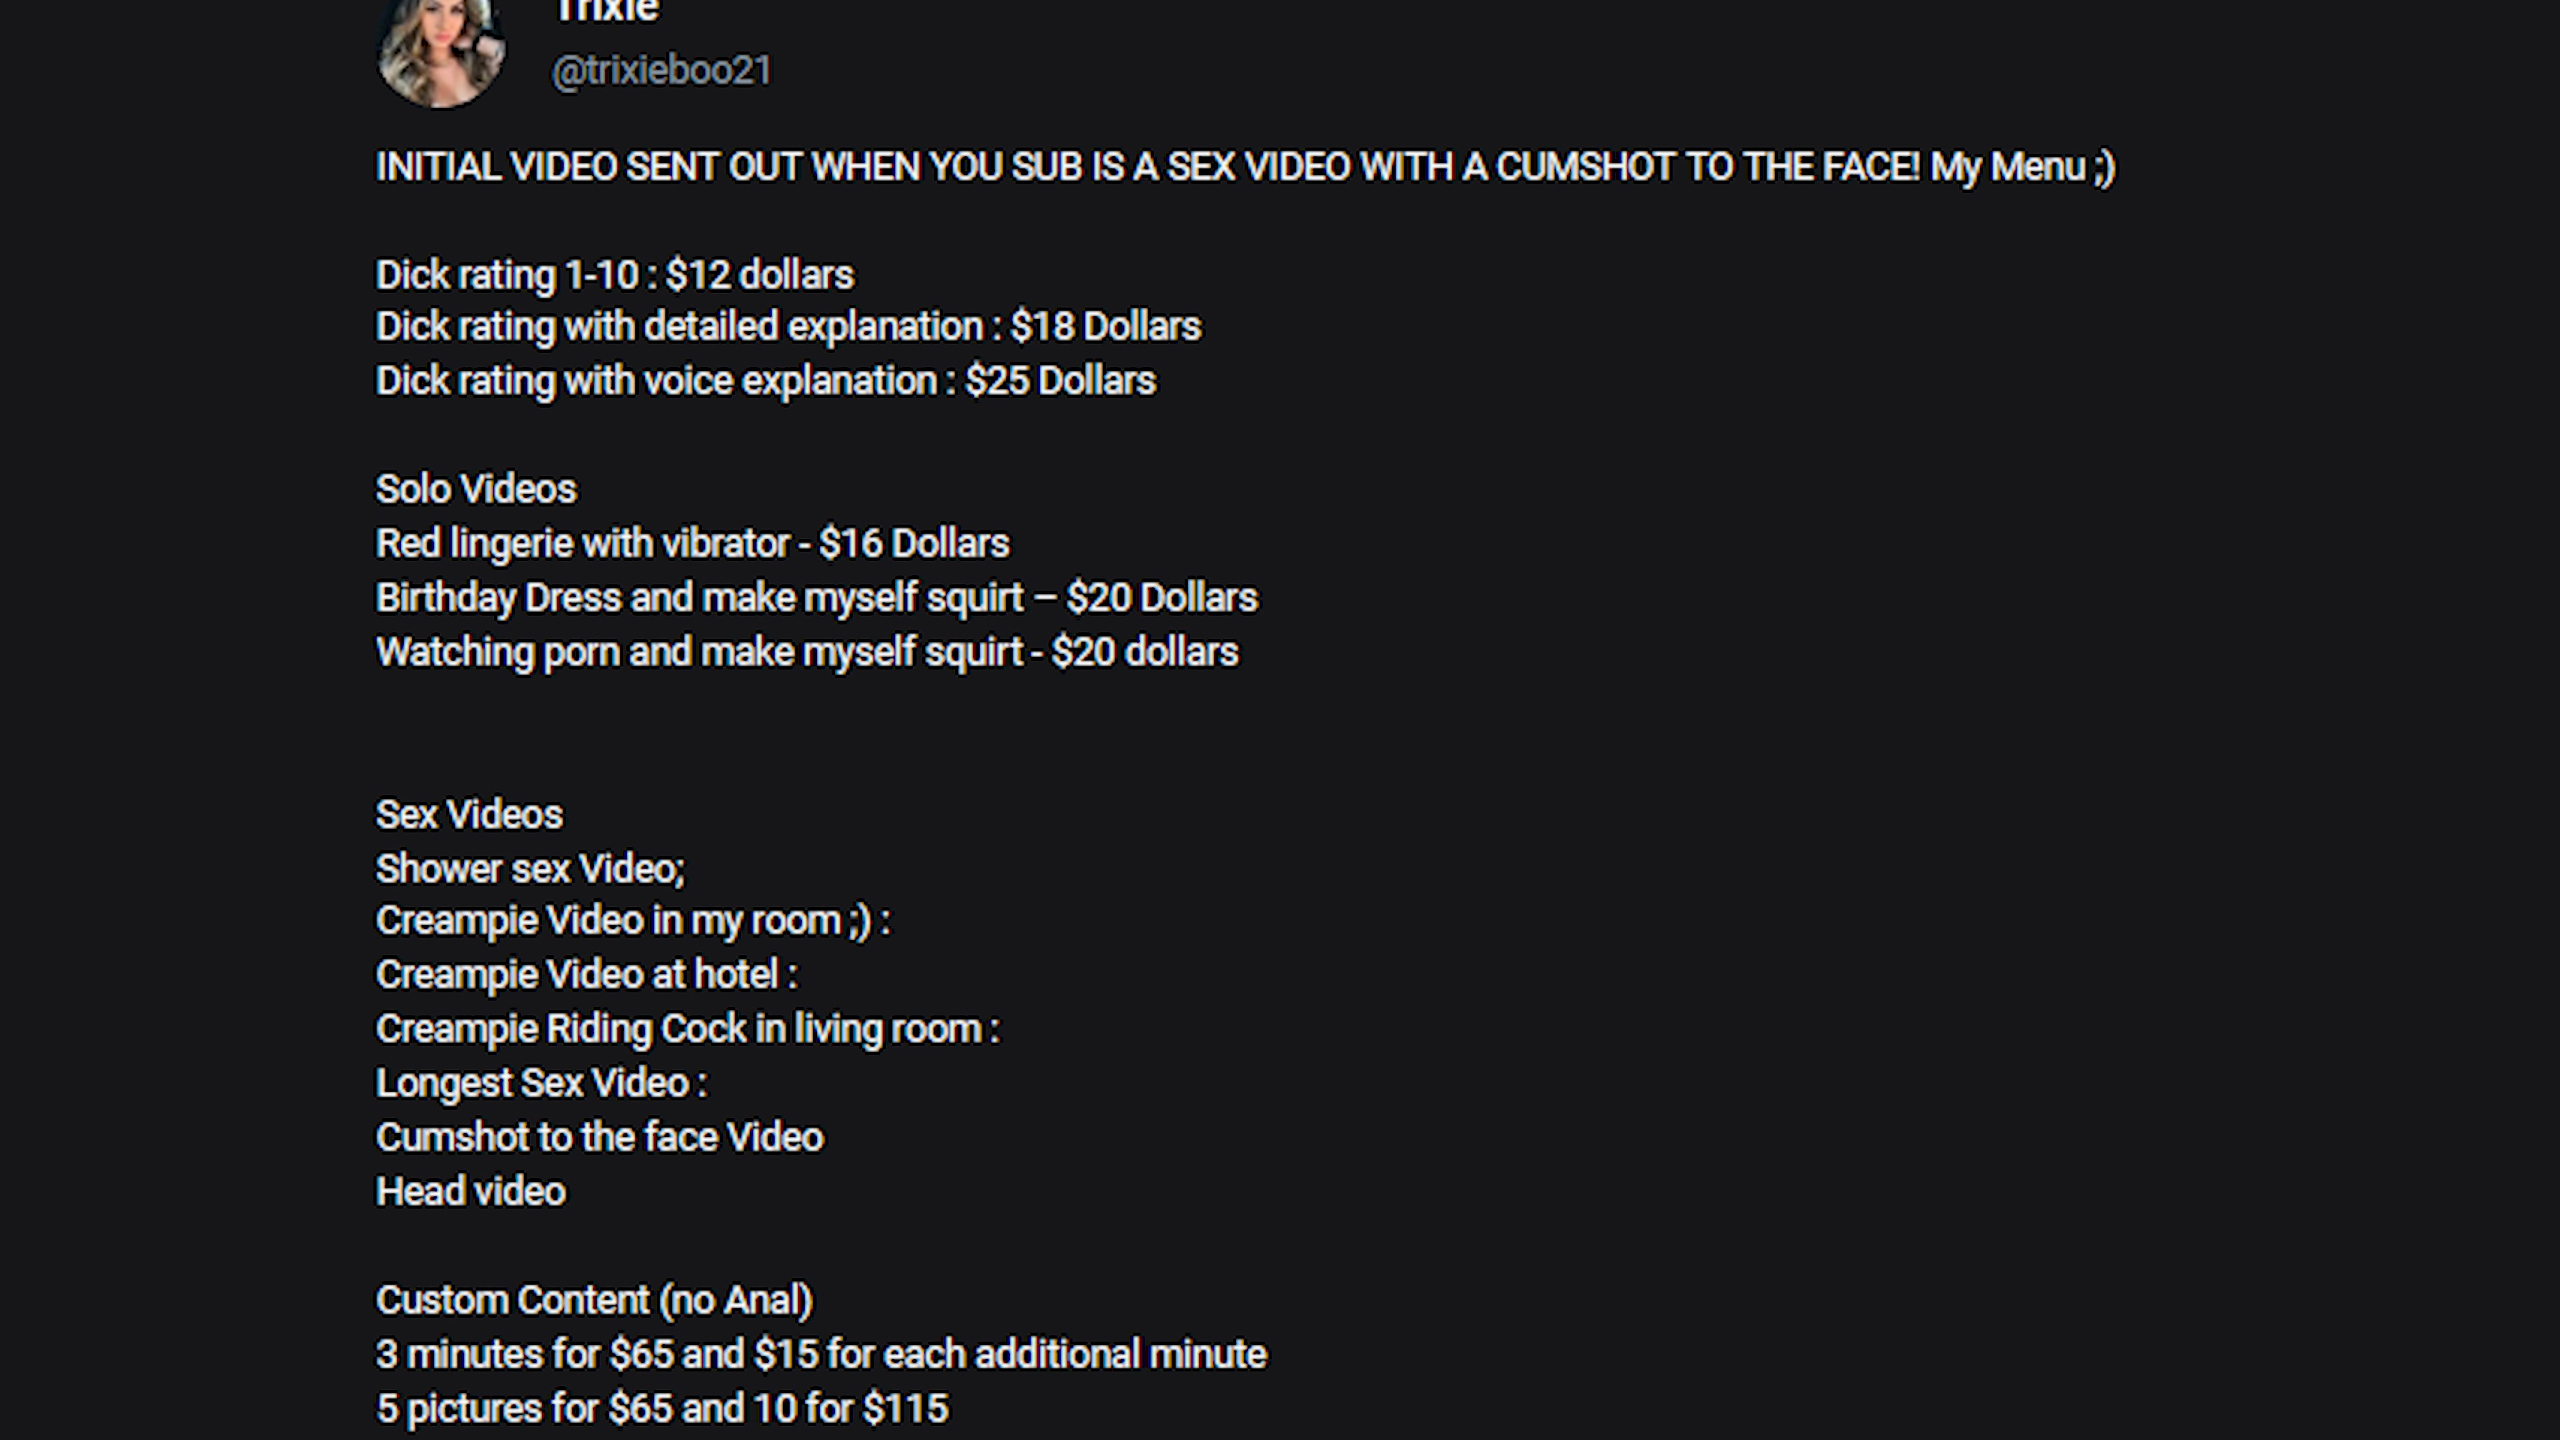 Trixie
@trixieboo21
INITIAL VIDEO SENT OUT WHEN YOU SUB IS A SEX VIDEO WITH A CUMSHOT TO THE FACE! My Menu ;)
Dick rating 1-10 : $12 dollars
Dick rating with detailed explanation : $18 Dollars
Dick rating with voice explanation : $25 Dollars
Solo Videos
Red lingerie with vibrator - $16 Dollars
Birthday Dress and make myself squirt – $20 Dollars
Watching porn and make myself squirt - $20 dollars
Sex Videos
Shower sex Video;
Creampie Video in my room ;) :
Creampie Video at hotel :
Creampie Riding Cock in living room :
Longest Sex Video :
Cumshot to the face Video
Head video
Custom Content (no Anal)
3 minutes for $65 and $15 for each additional minute
5 pictures for $65 and 10 for $115